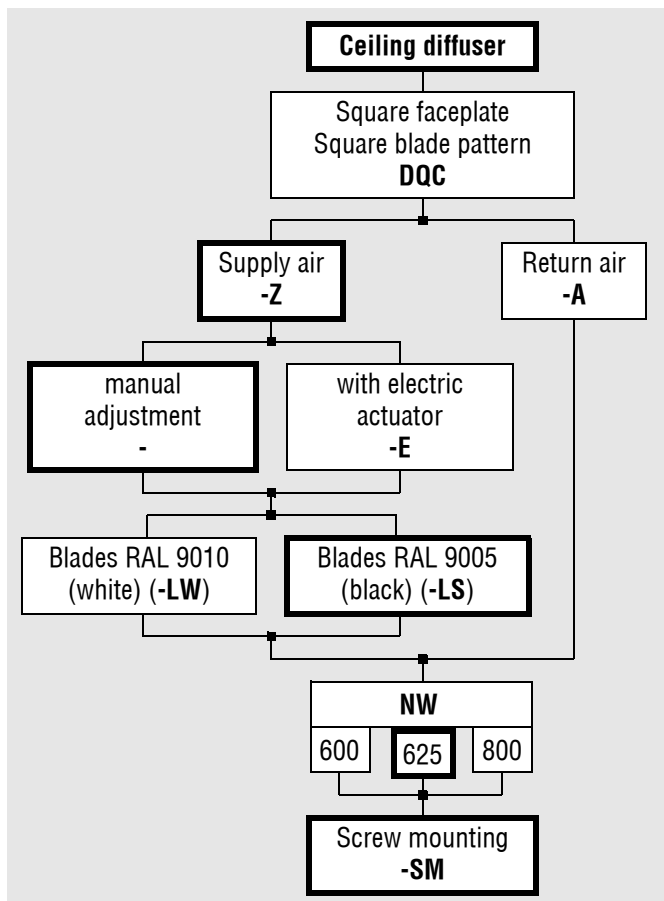 Ceiling diffuser
Square faceplate
Square blade pattern
DQC
Supply air
-Z
Return air
-A
manual
adjustment
-
with electric
actuator
-E
Blades RAL 9010
(white) (-LW)
Blades RAL 9005
(black) (-LS)
NW
600
625
800
Screw mounting
-SM